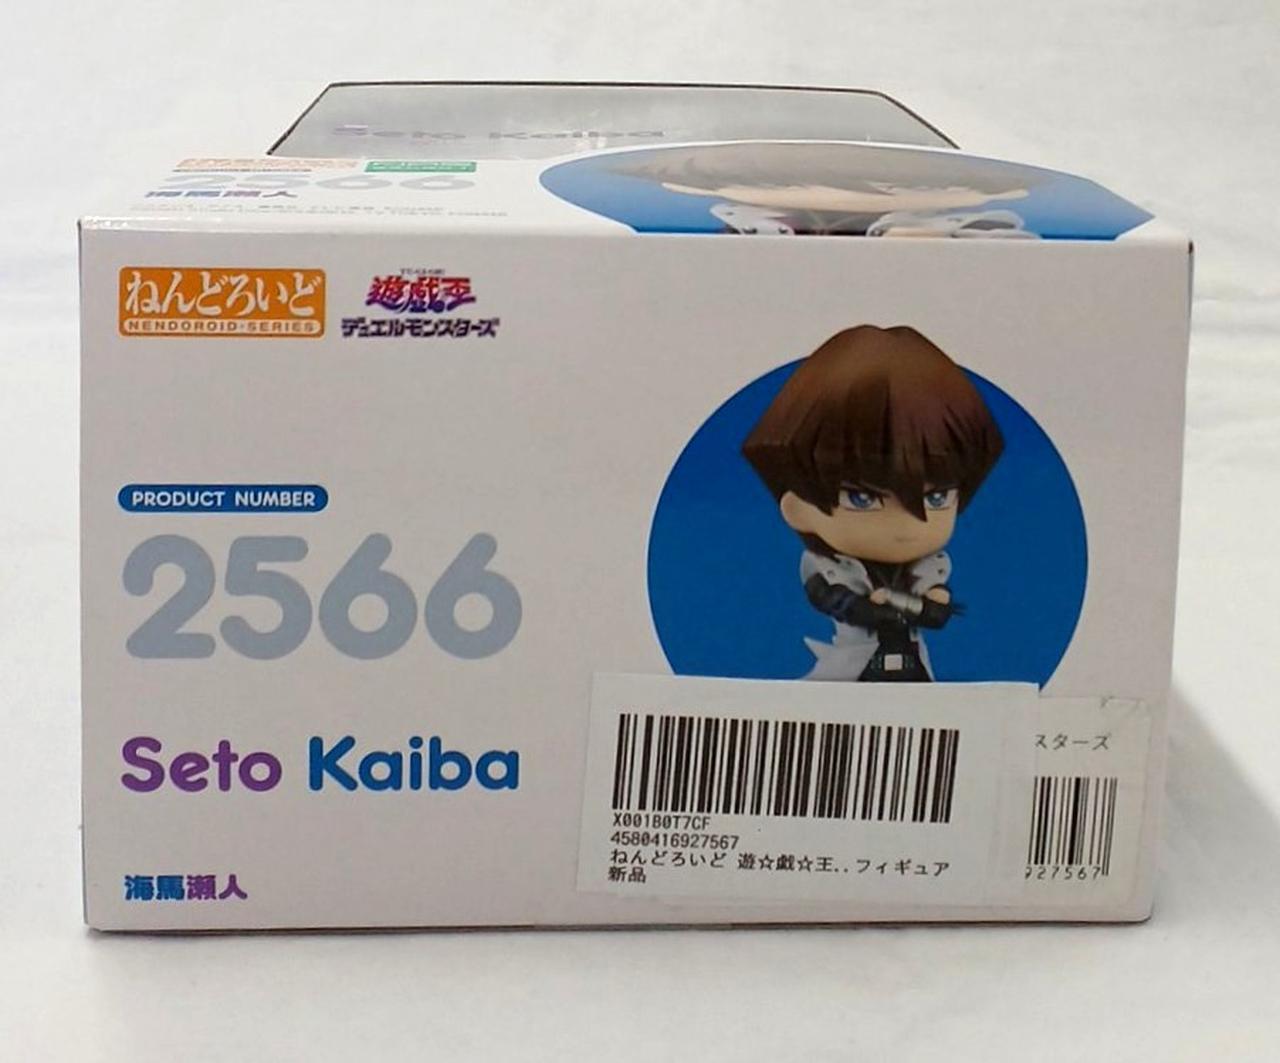 Seto Kaiba
2566
海馬瀬人
ねんどろいど
NENDOROID·SERIES
遊戯王
デュエルモンスターズ
PRODUCT NUMBER
2566
Seto Kaiba
海馬瀬人
X001B0T7CF
4580416927567
ねんどろいど 遊☆戯☆王..フィギュア
新品
スターズ
927567